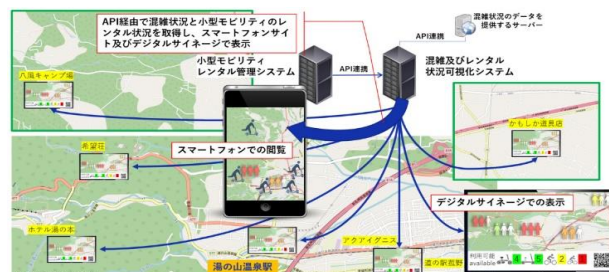 API経由で混雑状況と小型モビリティのレ
ンタル状況を取得し、スマートフォンサイ
ト及びデジタルサイネージで表示
混雑状況のデータを
提供するサーバー
API連携
API連携
小型モビリティ
レンタル管理システム
混雑及びレンタル
状況可視化システム
八風キャンプ場
かもしか道具店
希望荘
スマートフォンでの閲覧
デジタルサイネージでの表示
ホテル湯の本
アクアイグニス
湯の山温泉駅
道の駅菰野
利用可能
available
4
5
2